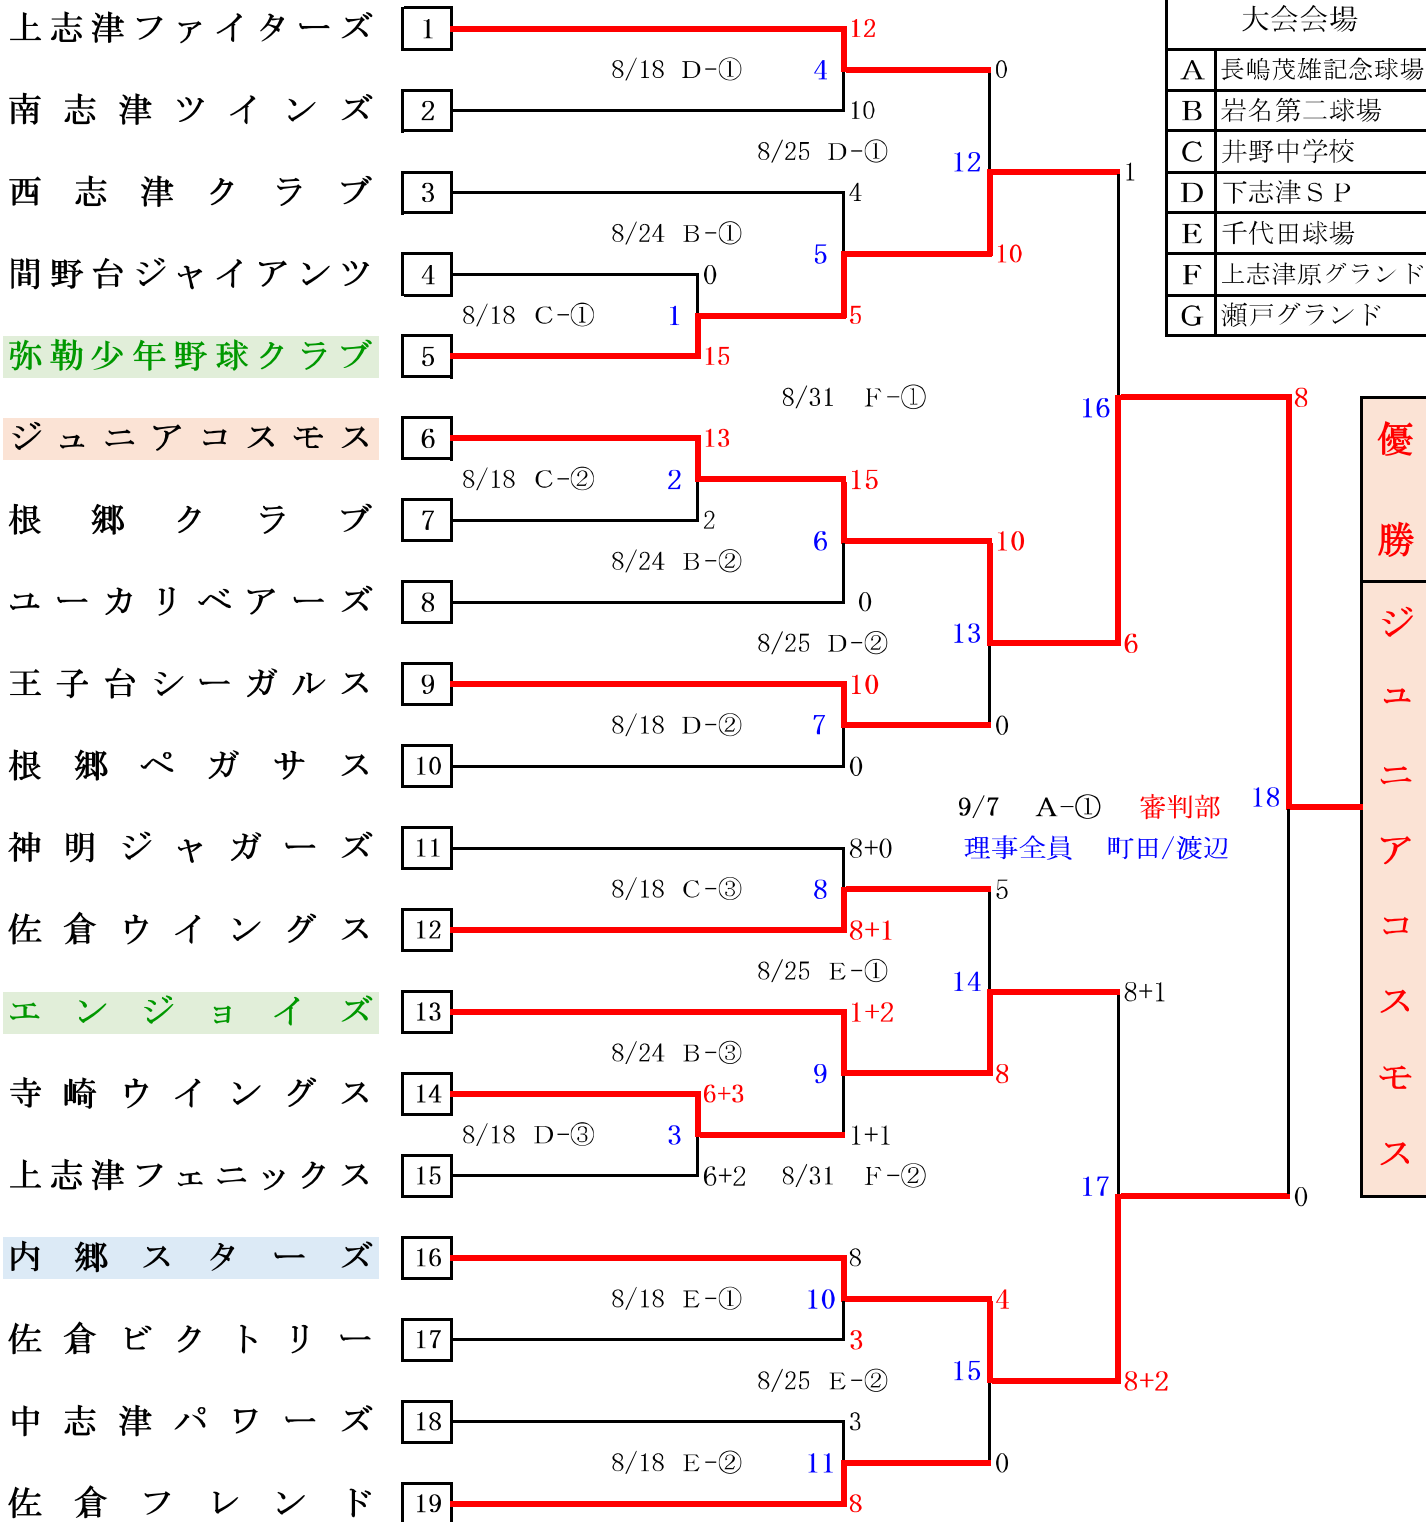 上志津ファイターズ 1 12 大会会場
8/18 D-① 4 0 A 長嶋茂雄記念球場
南志津ツインズ 2 10 B 岩名第二球場
8/25 D-① 12 1 C 井野中学校
西志津クラブ 3 4 D 下志津ＳＰ
8/24 B-① 5 10 E 千代田球場
間野台ジャイアンツ 4 0 F 上志津原グランド
8/18 C-① 1 5 G 瀬戸グランド
弥勒少年野球クラブ 5 15
8/31 F-① 16 8
ジュニアコスモス 6 13 優勝
8/18 C-② 2 15
根郷クラブ 7 2
8/24 B-② 6 10
ユーカリベアーズ 8 0 ジュニアコスモス
8/25 D-② 13 6
王子台シーガルス 9 10
8/18 D-② 7 0
根郷ペガサス 10 0
9/7 A-① 審判部 18
神明ジャガーズ 11 8+0 理事全員 町田/渡辺
8/18 C-③ 8 5
佐倉ウイングス 12 8+1
8/25 E-① 14 8+1
エンジョイズ 13 1+2
8/24 B-③ 9 8
寺崎ウイングス 14 6+3
8/18 D-③ 3 1+1
上志津フェニックス 15 6+2 8/31 F-② 17 0
内郷スターズ 16 8
8/18 E-① 10 4
佐倉ビクトリー 17 3
8/25 E-② 15 8+2
中志津パワーズ 18 3
8/18 E-② 11 0
佐倉フレンド 19 8